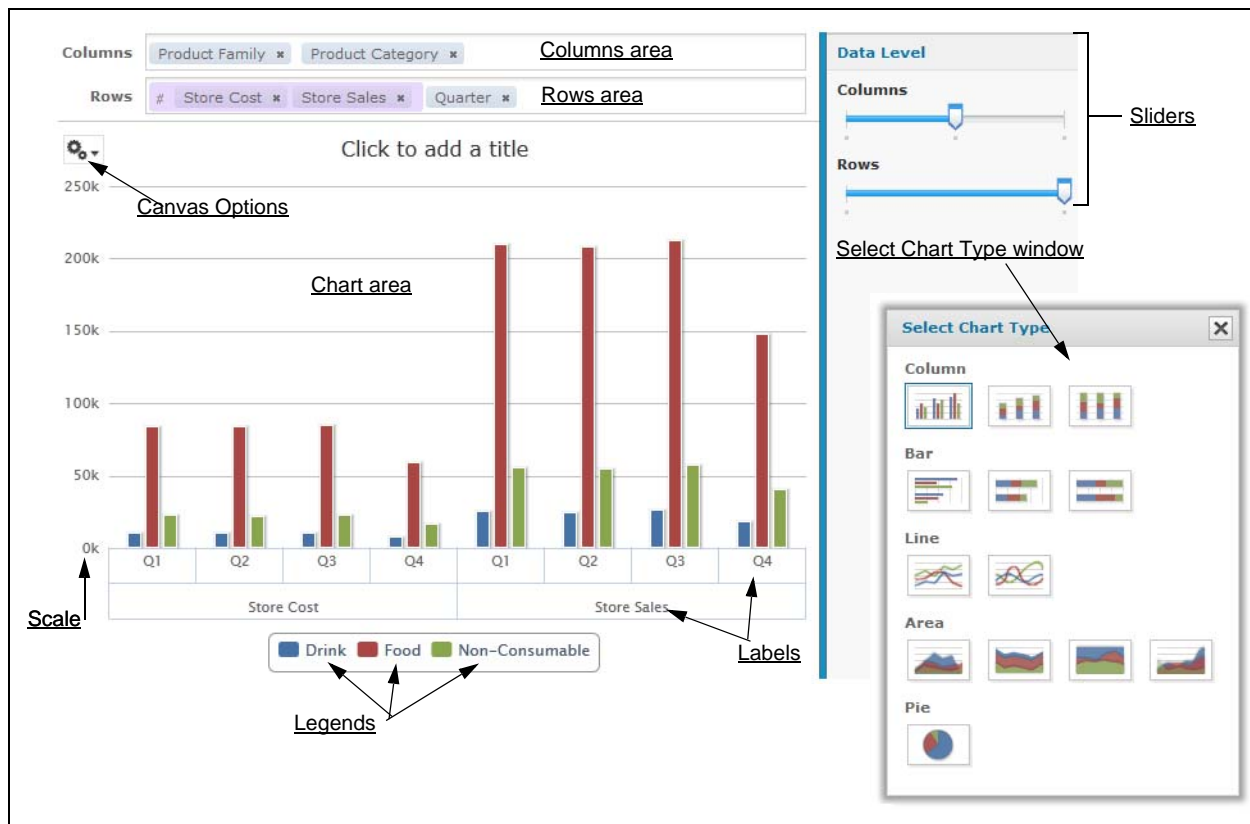 Columns Product Family × Product Category × Columns area
Rows # Store Cost × Store Sales × Quarter × Rows area
Data Level
Columns
Rows
Sliders
Click to add a title
Canvas Options
250k
200k
150k
100k
50k
0k
Chart area
Q1 Q2 Q3 Q4 Q1 Q2 Q3 Q4
Store Cost Store Sales
Scale
Labels
Drink Food Non-Consumable
Legends
Select Chart Type window
Select Chart Type
Column
Bar
Line
Area
Pie